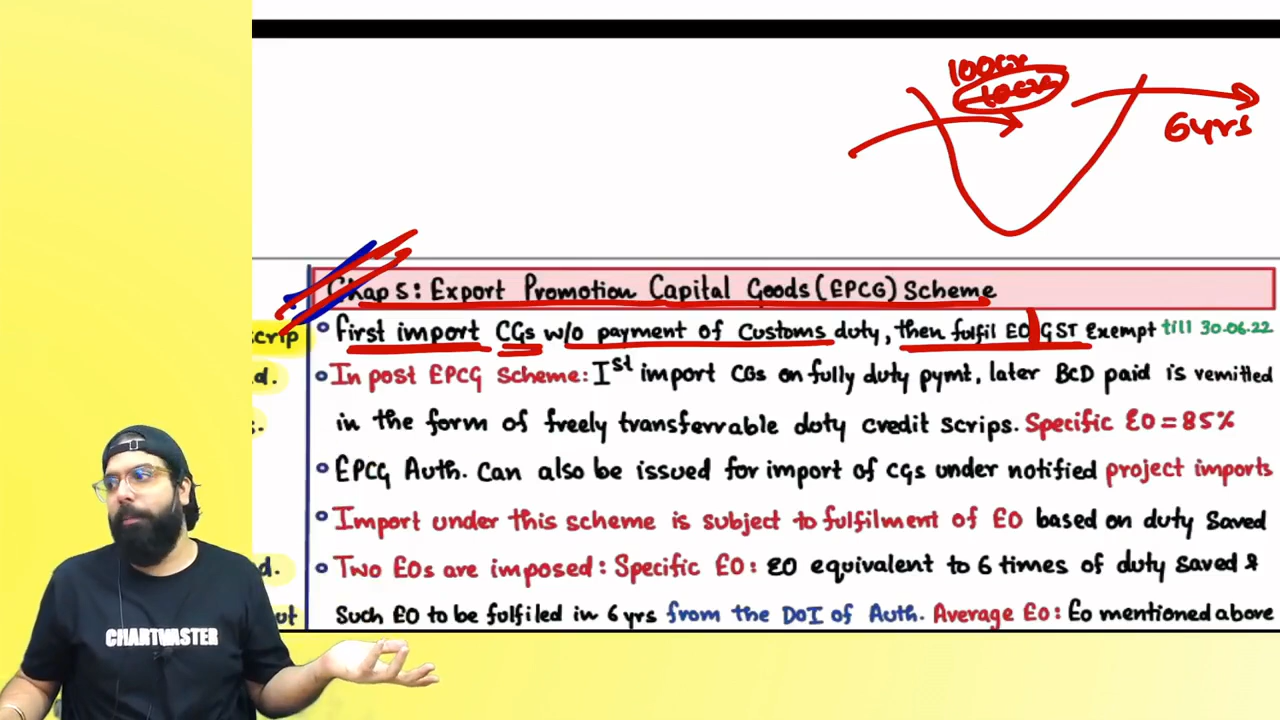 100cr
10cr
6yrs
Chap 5: Export Promotion Capital Goods (EPCG) Scheme
scrip
First import CGs w/o payment of Customs duty, then fulfil EO GST Exempt till 30.06.22
d.
In post EPCG Scheme: Ist import CGs on fully duty pymt, later BCD paid is remitted
s.
in the form of freely transferrable duty credit scrips. Specific EO = 85%
EPCG Auth. Can also be issued for import of CGs under notified project imports
Import under this scheme is subject to fulfilment of EO based on duty saved
d.
Two EOs are imposed: Specific EO: EO equivalent to 6 times of duty saved &
out
Such EO to be fulfiled in 6 yrs from the DoI of Auth. Average EO: Eo mentioned above
CHARTMASTER